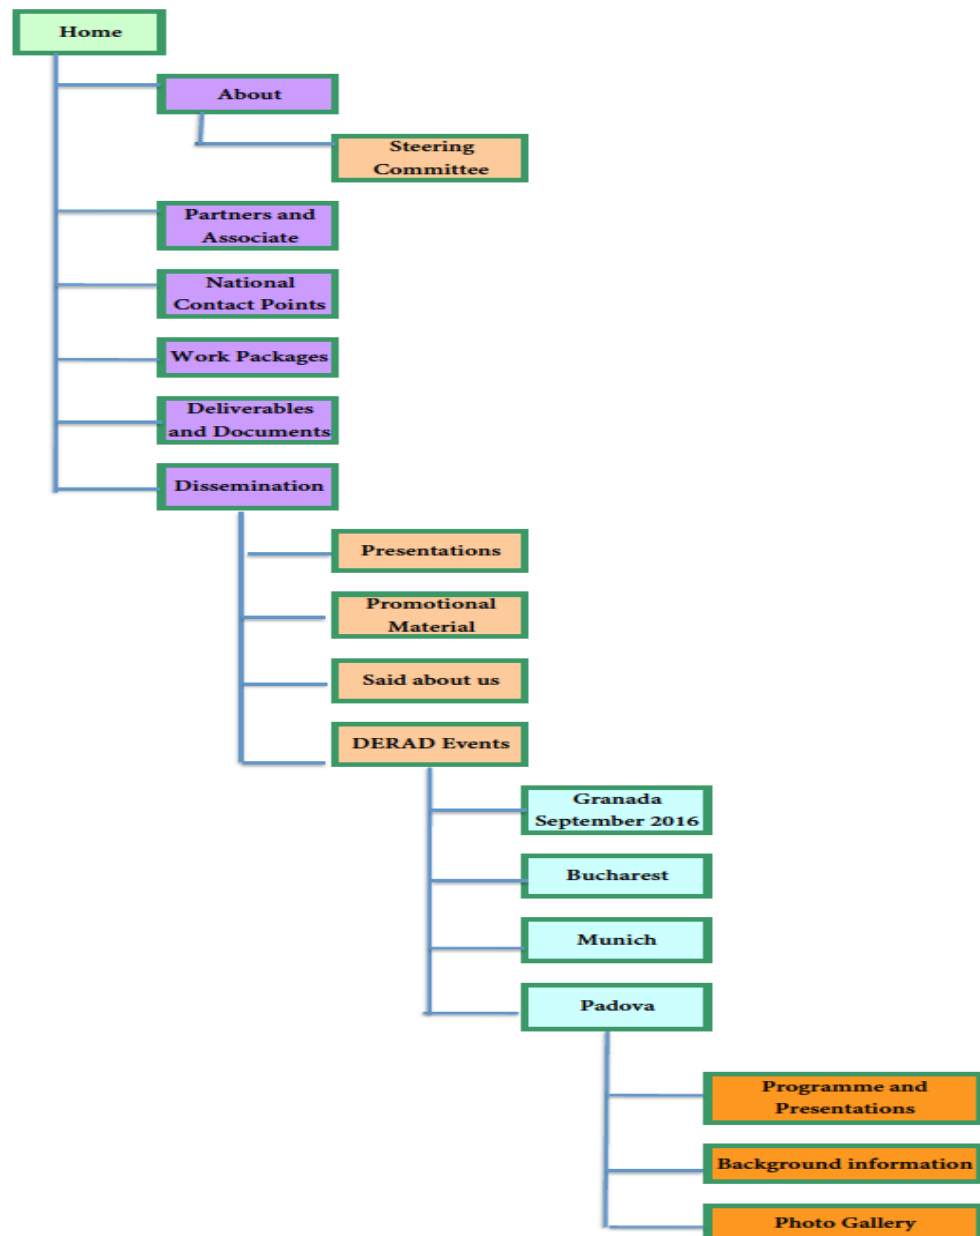 Home
About
Steering
Committee
Partners and
Associate
National
Contact Points
Work Packages
Deliverables
and Documents
Dissemination
Presentations
Promotional
Material
Said about us
DERAD Events
Granada
September 2016
Bucharest
Munich
Padova
Programme and
Presentations
Background information
Photo Gallery